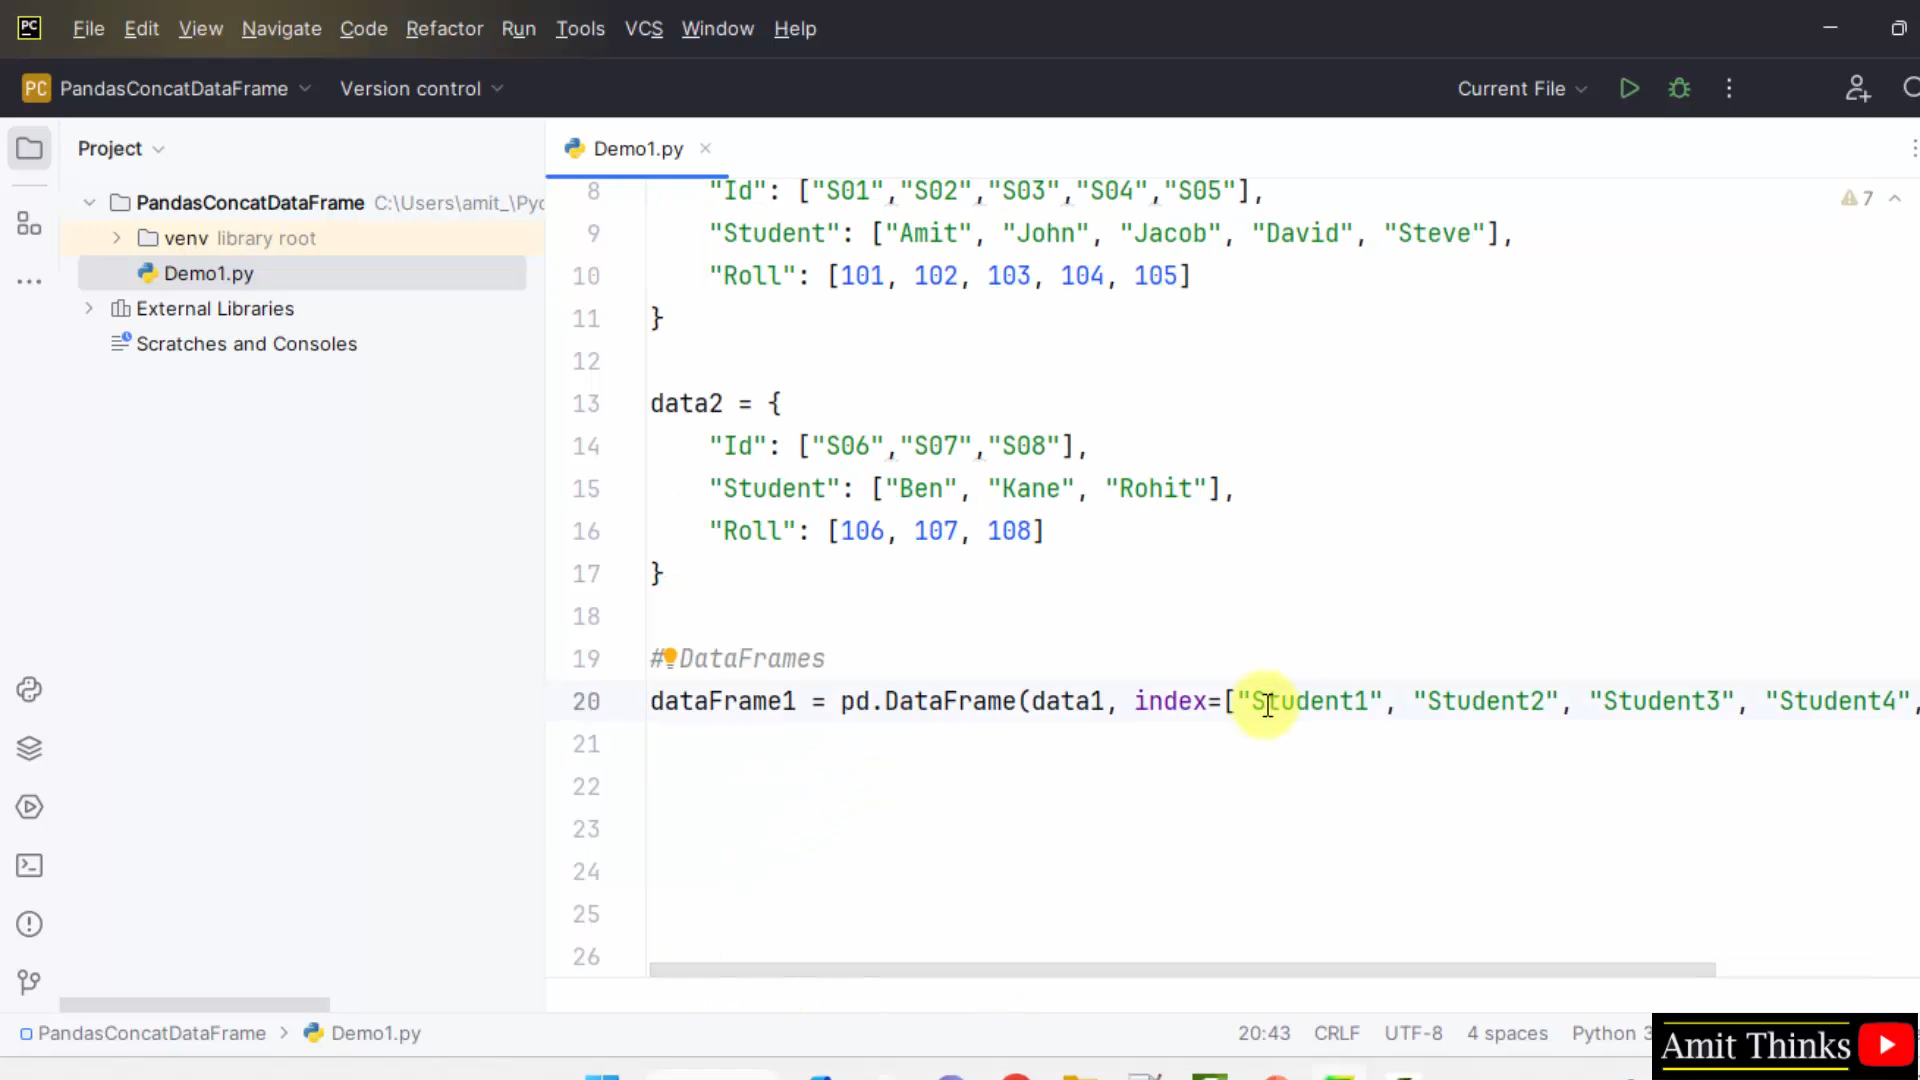 PC File Edit View Navigate Code Refactor Run Tools VCS Window Help
PC PandasConcatDataFrame Version control Current File
Project
Demo1.py
PandasConcatDataFrame C:\Users\amit_\Pyc
venv library root
Demo1.py
External Libraries
Scratches and Consoles
7
8 "Id": ["S01","S02","S03","S04","S05"],
9 "Student": ["Amit", "John", "Jacob", "David", "Steve"],
10 "Roll": [101, 102, 103, 104, 105]
11 }
12
13 data2 = {
14 "Id": ["S06","S07","S08"],
15 "Student": ["Ben", "Kane", "Rohit"],
16 "Roll": [106, 107, 108]
17 }
18
19 # DataFrames
20 dataFrame1 = pd.DataFrame(data1, index=["Student1", "Student2", "Student3", "Student4",
21
22
23
24
25
26
PandasConcatDataFrame > Demo1.py 20:43 CRLF UTF-8 4 spaces Python 3
Amit Thinks